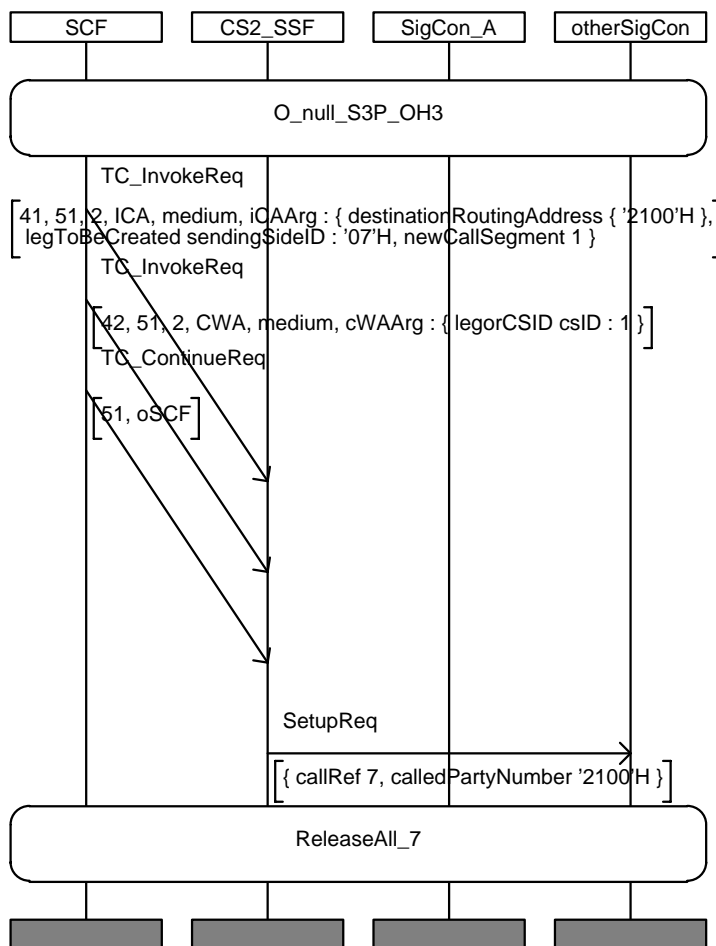 SCF CS2_SSF SigCon_A otherSigCon
O_null_S3P_OH3
TC_InvokeReq
41, 51, 2, ICA, medium, iCAArg : { destinationRoutingAddress { '2100'H },
legToBeCreated sendingSideID : '07'H, newCallSegment 1 }
TC_InvokeReq
42, 51, 2, CWA, medium, cWAArg : { legorCSID csID : 1 }
TC_ContinueReq
51, oSCF
SetupReq
{ callRef 7, calledPartyNumber '2100'H }
ReleaseAll_7